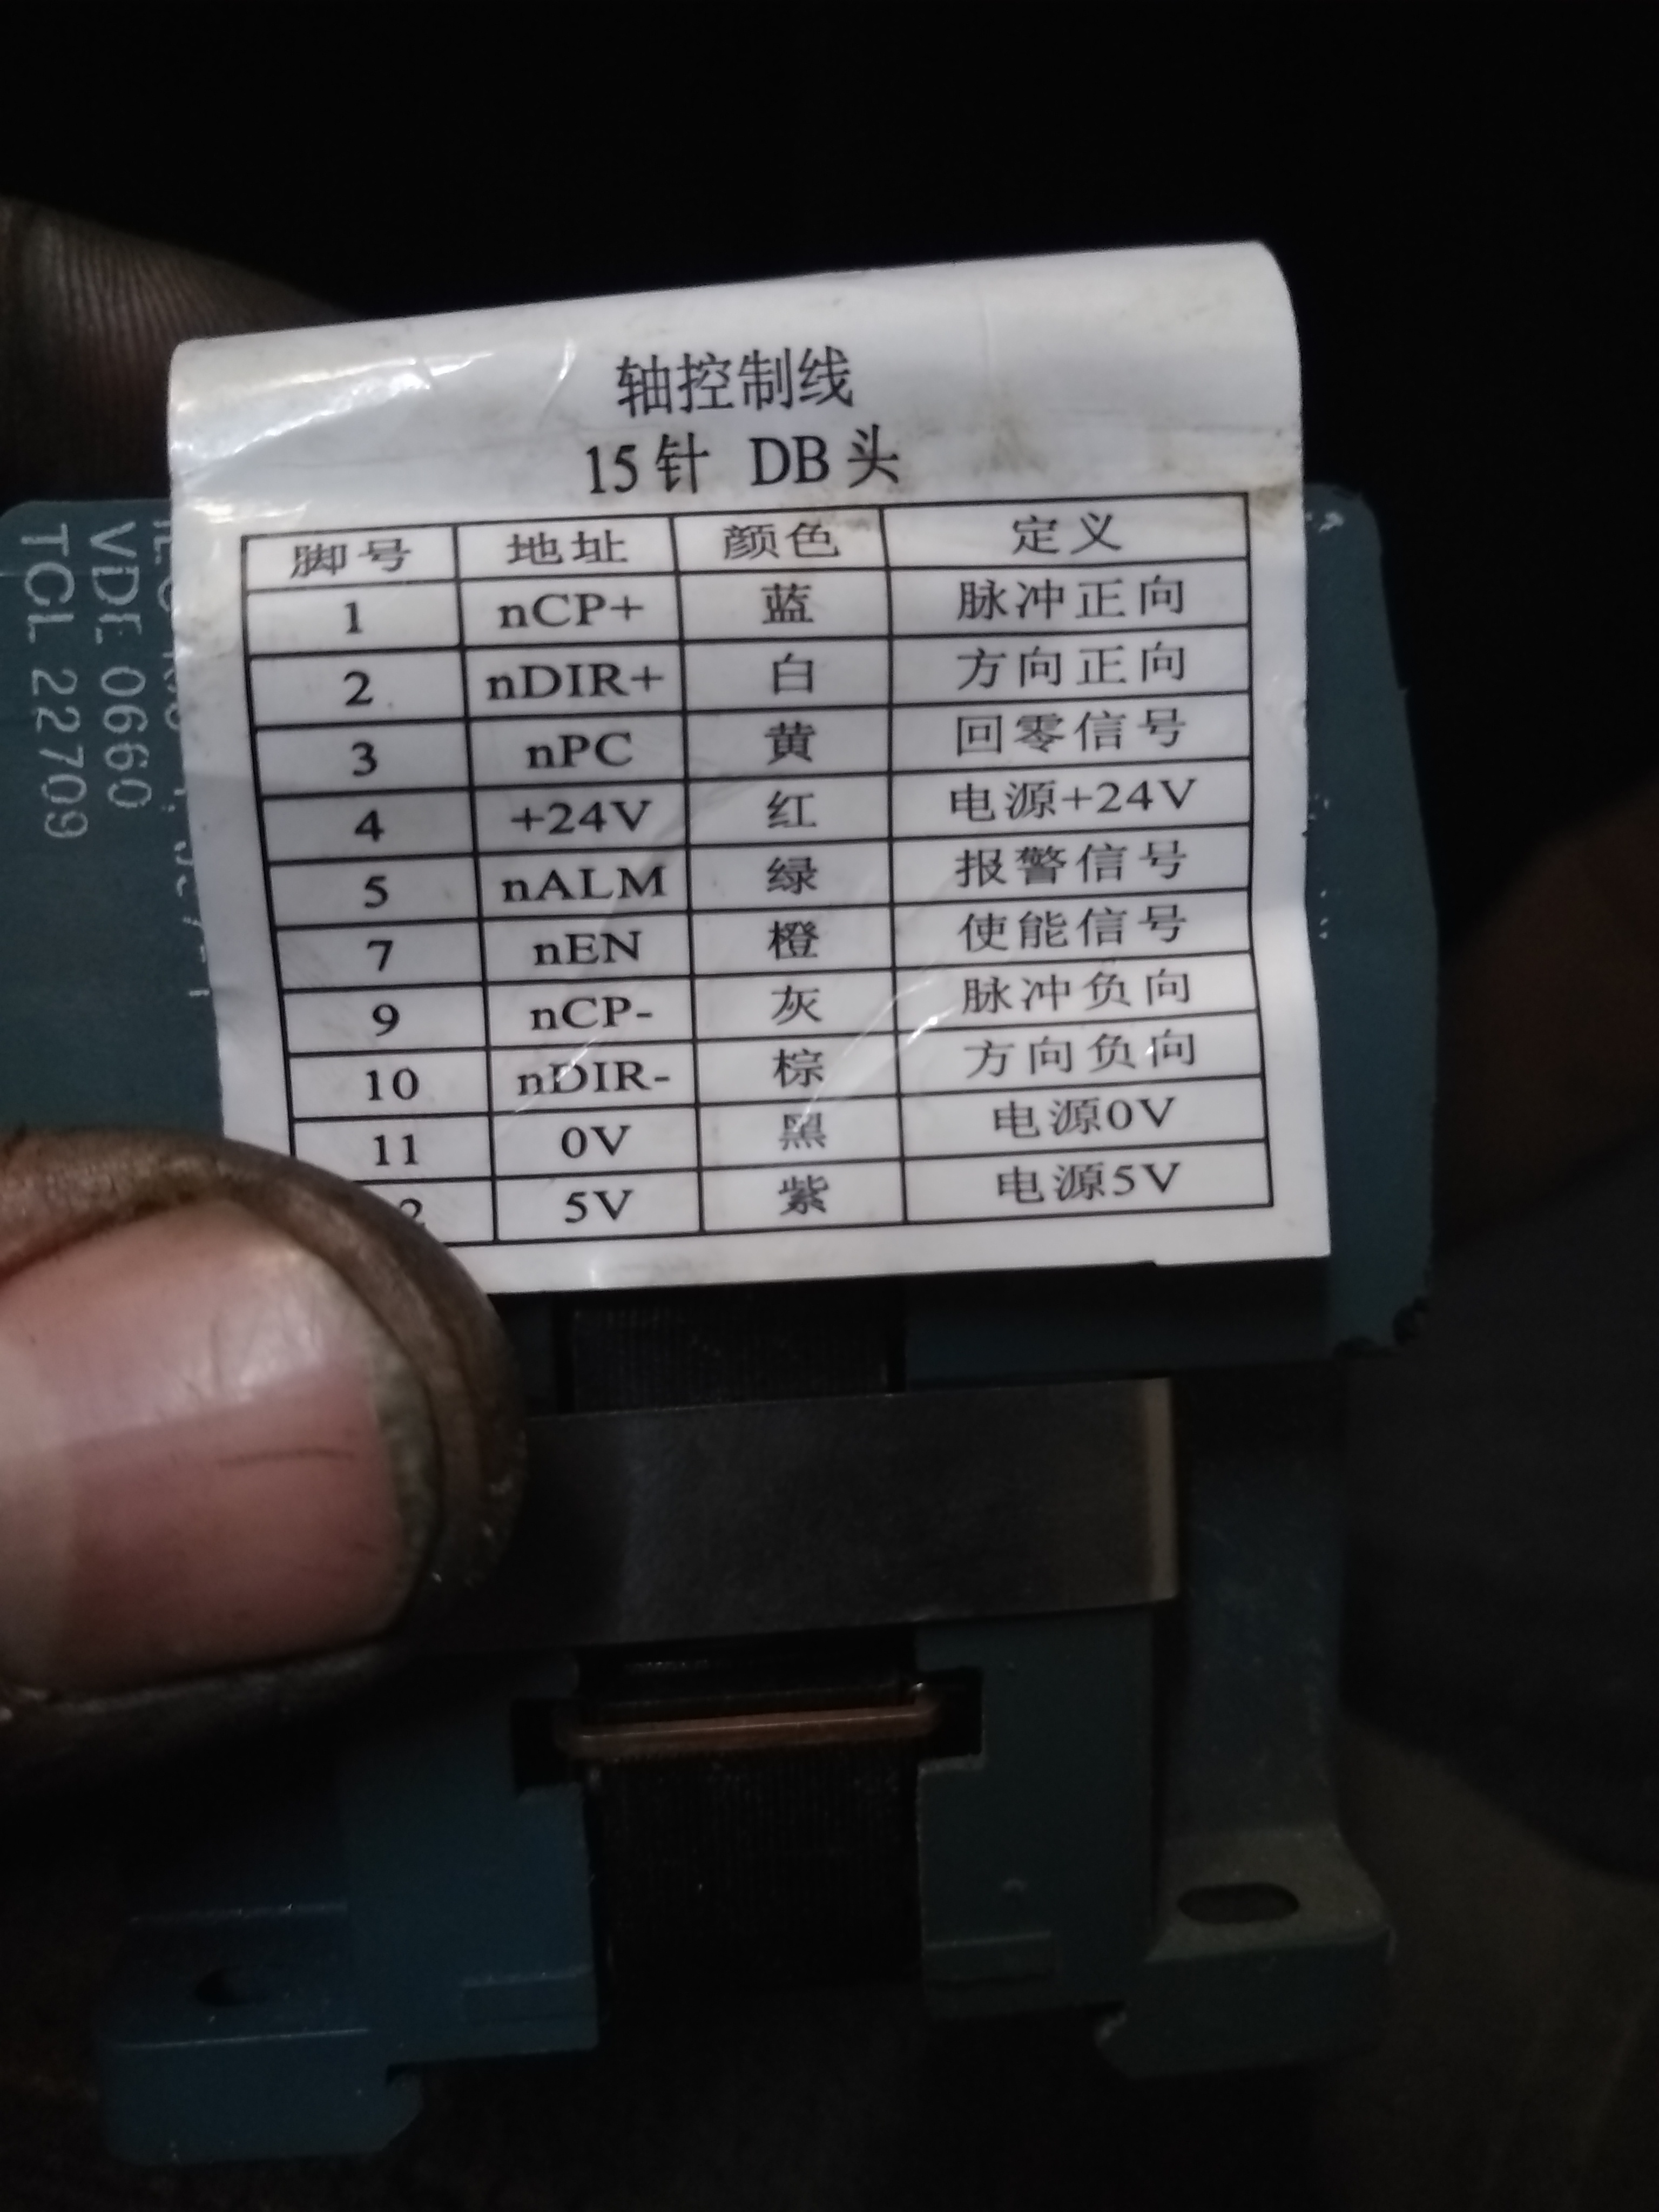 轴控制线
15针 DB头
脚号 地址 颜色 定义
1 nCP+ 蓝 脉冲正向
2 nDIR+ 白 方向正向
3 nPC 黄 回零信号
4 +24V 红 电源+24V
5 nALM 绿 报警信号
7 nEN 橙 使能信号
9 nCP- 灰 脉冲负向
10 nDIR- 棕 方向负向
11 0V 黑 电源0V
2 5V 紫 电源5V
VDE 0660
TGL 22709